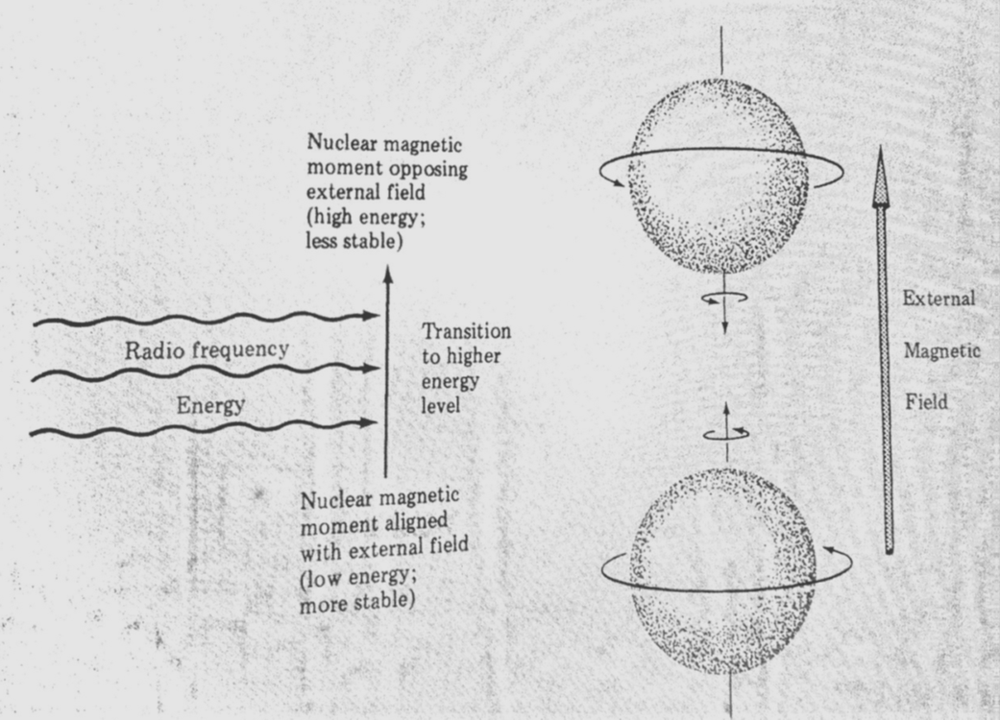 Nuclear magnetic
moment opposing
external field
(high energy;
less stable)
Radio frequency
Energy
Transition
to higher
energy
level
External
Magnetic
Field
Nuclear magnetic
moment aligned
with external field
(low energy;
more stable)